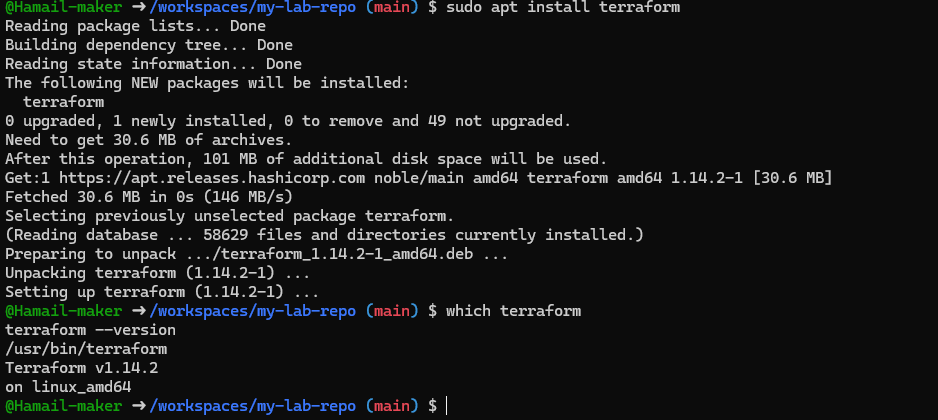 @Hamail-maker ➜/workspaces/my-lab-repo (main) $ sudo apt install terraform
Reading package lists... Done
Building dependency tree... Done
Reading state information... Done
The following NEW packages will be installed:
  terraform
0 upgraded, 1 newly installed, 0 to remove and 49 not upgraded.
Need to get 30.6 MB of archives.
After this operation, 101 MB of additional disk space will be used.
Get:1 https://apt.releases.hashicorp.com noble/main amd64 terraform amd64 1.14.2-1 [30.6 MB]
Fetched 30.6 MB in 0s (146 MB/s)
Selecting previously unselected package terraform.
(Reading database ... 58629 files and directories currently installed.)
Preparing to unpack .../terraform_1.14.2-1_amd64.deb ...
Unpacking terraform (1.14.2-1) ...
Setting up terraform (1.14.2-1) ...
@Hamail-maker ➜/workspaces/my-lab-repo (main) $ which terraform
terraform --version
/usr/bin/terraform
Terraform v1.14.2
on linux_amd64
@Hamail-maker ➜/workspaces/my-lab-repo (main) $